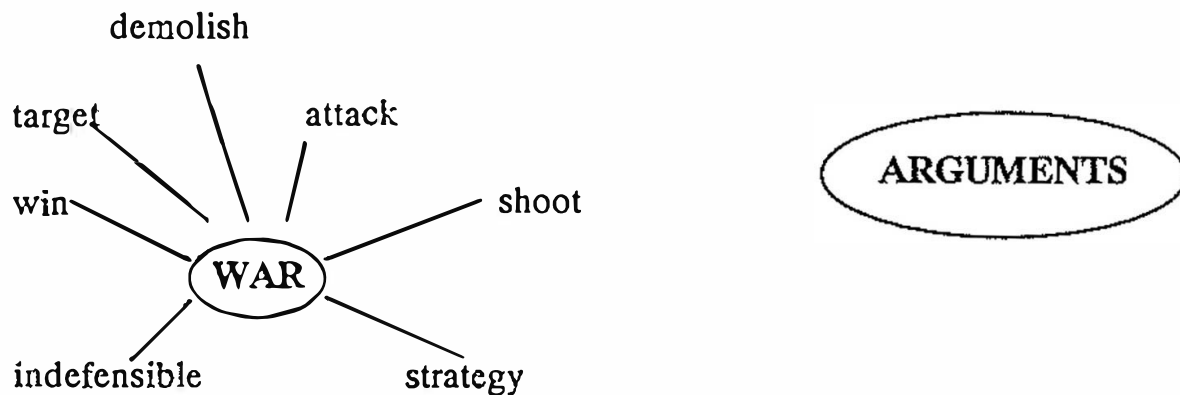 demolish
target
attack
ARGUMENTS
win
shoot
WAR
indefensible
strategy